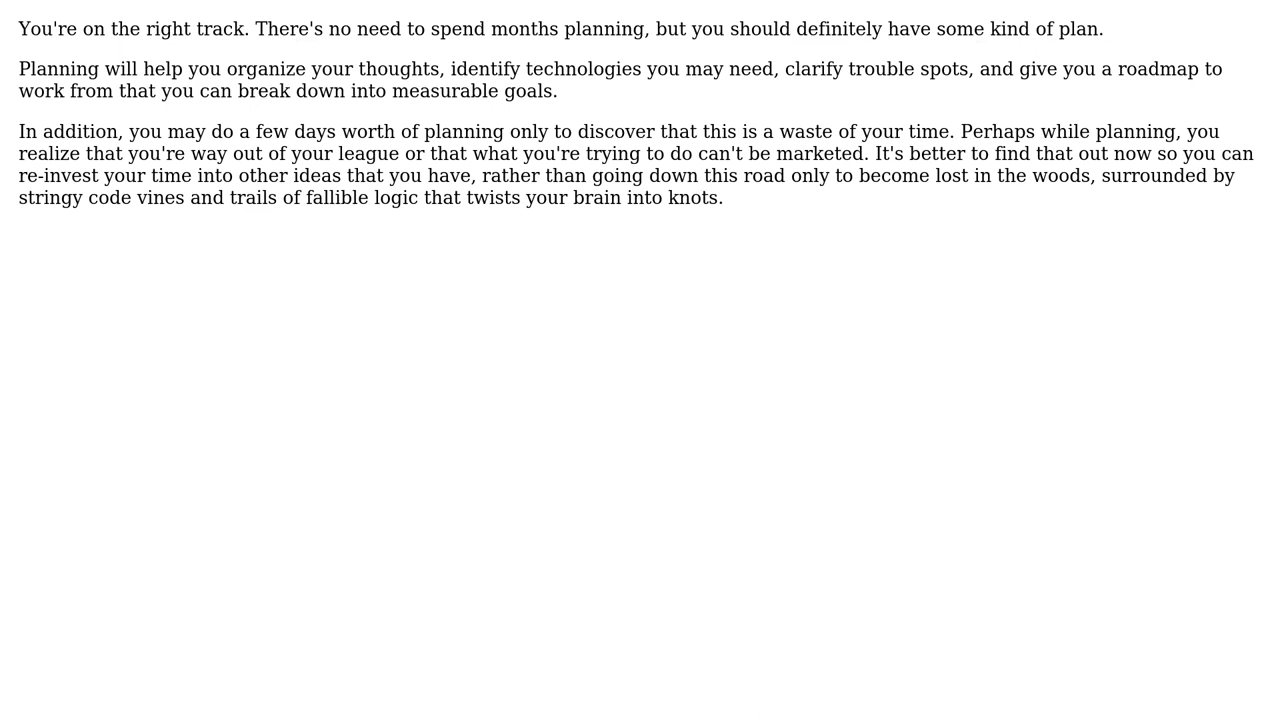 You're on the right track. There's no need to spend months planning, but you should definitely have some kind of plan.
Planning will help you organize your thoughts, identify technologies you may need, clarify trouble spots, and give you a roadmap to
work from that you can break down into measurable goals.
In addition, you may do a few days worth of planning only to discover that this is a waste of your time. Perhaps while planning, you
realize that you're way out of your league or that what you're trying to do can't be marketed. It's better to find that out now so you can
re-invest your time into other ideas that you have, rather than going down this road only to become lost in the woods, surrounded by
stringy code vines and trails of fallible logic that twists your brain into knots.